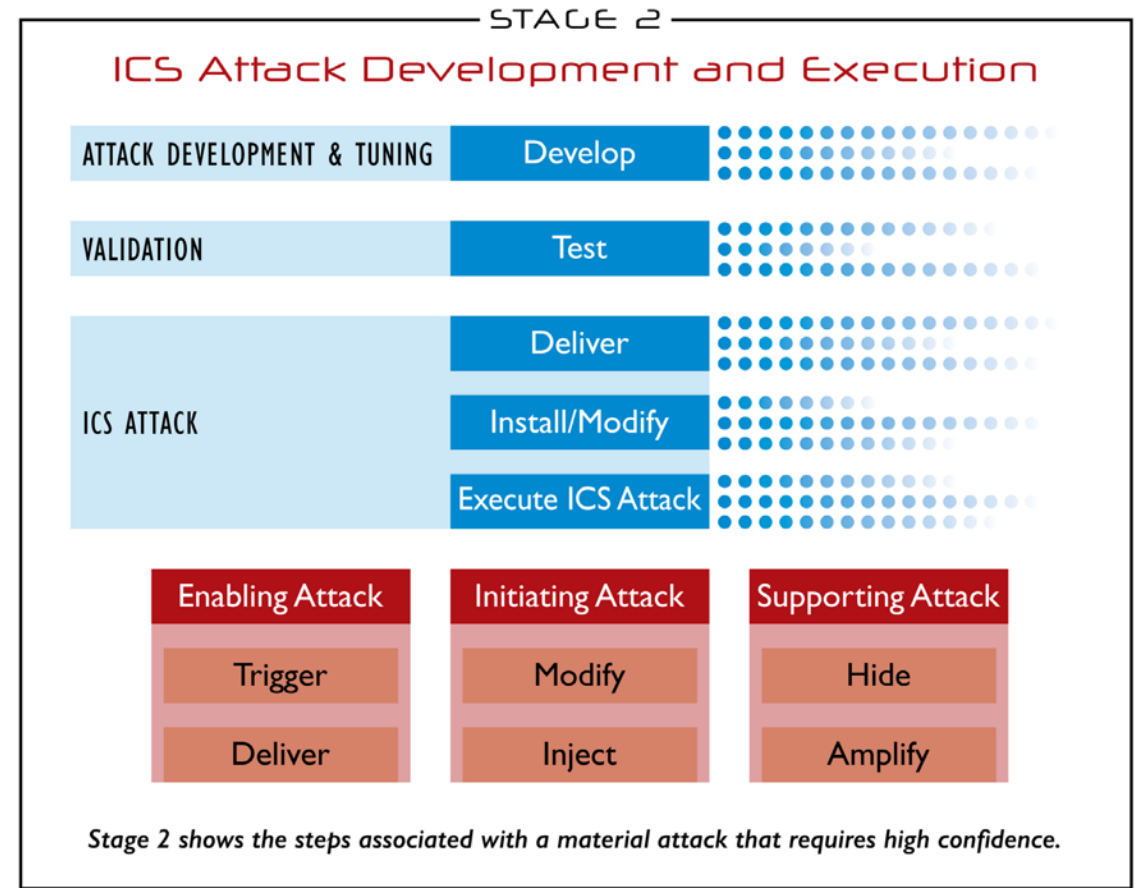 STAGE 2
ICS Attack Development and Execution
ATTACK DEVELOPMENT & TUNING
Develop
VALIDATION
Test
ICS ATTACK
Deliver
Install/Modify
Execute ICS Attack
Enabling Attack
Initiating Attack
Supporting Attack
Trigger
Modify
Hide
Deliver
Inject
Amplify
Stage 2 shows the steps associated with a material attack that requires high confidence.